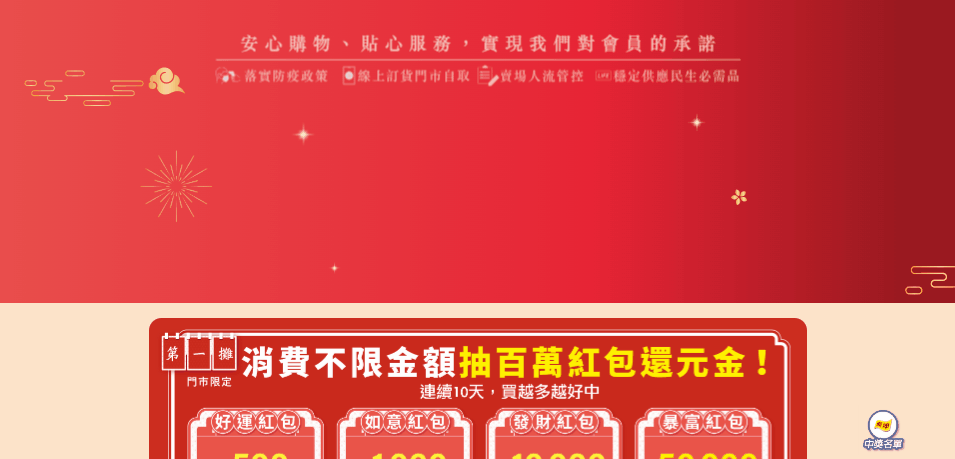 安心購物、貼心服務，實現我們對會員的承諾
落實防疫政策 線上訂貨門市自取 賣場人流管控 穩定供應民生必需品
第一攤
門市限定
消費不限金額抽百萬紅包還元金！
連續10天，買越多越好中
好運紅包 如意紅包 發財紅包 暴富紅包
中獎名單